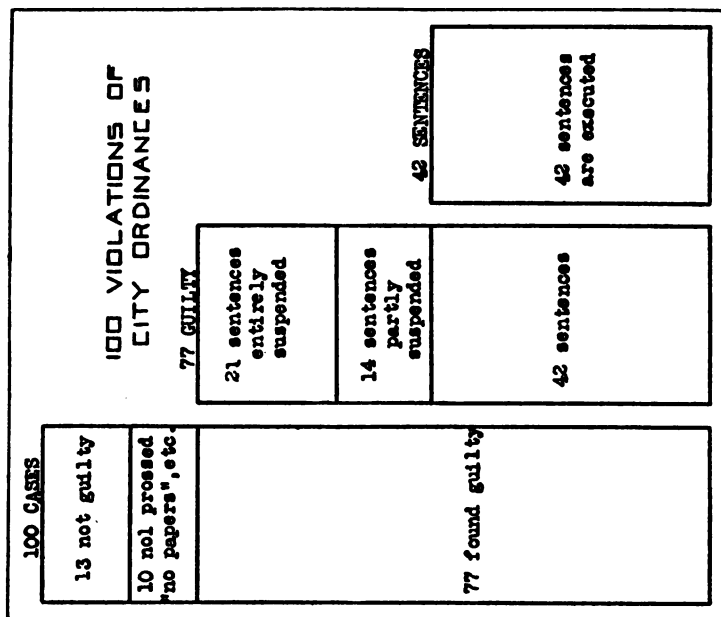 100 VIOLATIONS OF
CITY ORDINANCES
100 CASES
13 not guilty
10 nol prossed
"no papers",etc.
77 found guilty
77 GUILTY
21 sentences
entirely
suspended
14 sentences
partly
suspended
42 sentences
42 SENTENCES
42 sentences
are executed